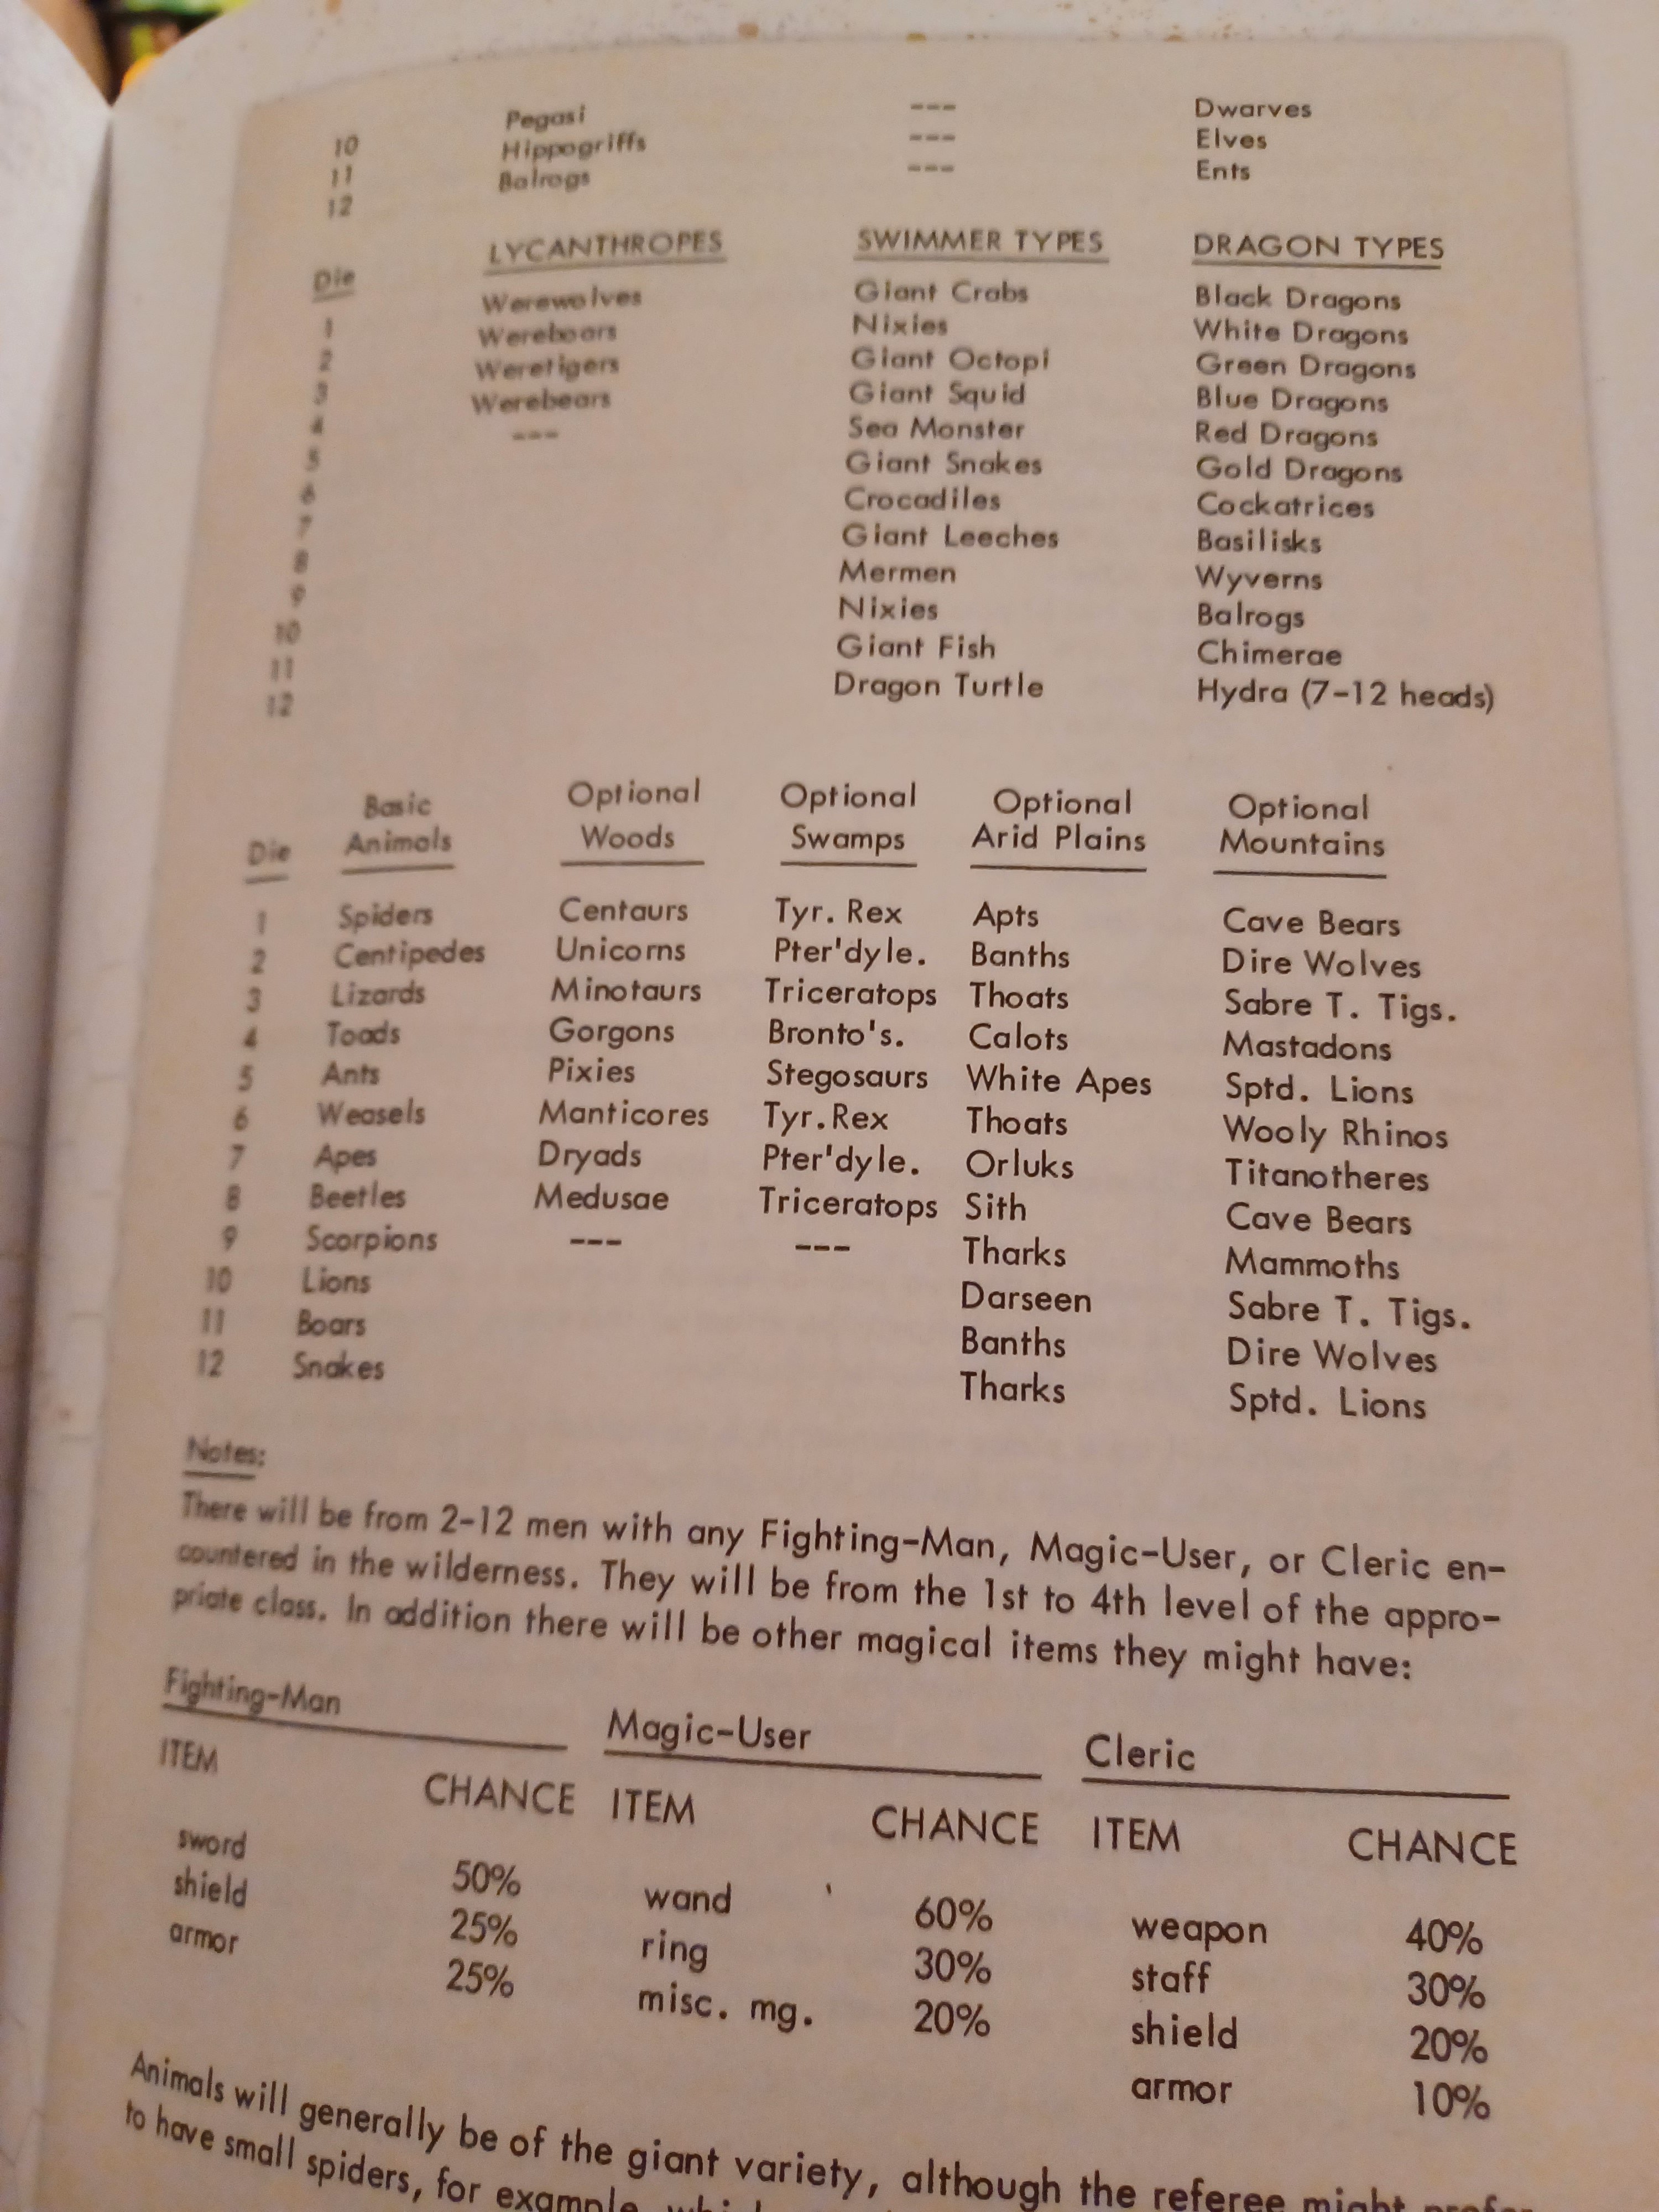 Pegasi --- Dwarves
10 Hippogriffs --- Elves
11 Balrogs --- Ents
12
Die LYCANTHROPES SWIMMER TYPES DRAGON TYPES
1 Werewolves Giant Crabs Black Dragons
2 Wereboars Nixies White Dragons
3 Weretigers Giant Octopi Green Dragons
4 Werebears Giant Squid Blue Dragons
5 --- Sea Monster Red Dragons
6 Giant Snakes Gold Dragons
7 Crocadiles Cockatrices
8 Giant Leeches Basilisks
9 Mermen Wyverns
10 Nixies Balrogs
11 Giant Fish Chimerae
12 Dragon Turtle Hydra (7-12 heads)
Basic Optional Optional Optional Optional
Die Animals Woods Swamps Arid Plains Mountains
1 Spiders Centaurs Tyr. Rex Apts Cave Bears
2 Centipedes Unicorns Pter'dyle. Banths Dire Wolves
3 Lizards Minotaurs Triceratops Thoats Sabre T. Tigs.
4 Toads Gorgons Bronto's. Calots Mastadons
5 Ants Pixies Stegosaurs White Apes Sptd. Lions
6 Weasels Manticores Tyr.Rex Thoats Wooly Rhinos
7 Apes Dryads Pter'dyle. Orluks Titanotheres
8 Beetles Medusae Triceratops Sith Cave Bears
9 Scorpions --- --- Tharks Mammoths
10 Lions Darseen Sabre T. Tigs.
11 Boars Banths Dire Wolves
12 Snakes Tharks Sptd. Lions
Notes:
There will be from 2-12 men with any Fighting-Man, Magic-User, or Cleric en-
countered in the wilderness. They will be from the 1st to 4th level of the appro-
priate class. In addition there will be other magical items they might have:
Fighting-Man Magic-User Cleric
ITEM CHANCE ITEM CHANCE ITEM CHANCE
sword 50% wand 60% weapon 40%
shield 25% ring 30% staff 30%
armor 25% misc. mg. 20% shield 20%
armor 10%
Animals will generally be of the giant variety, although the referee might prefer
to have small spiders, for example,